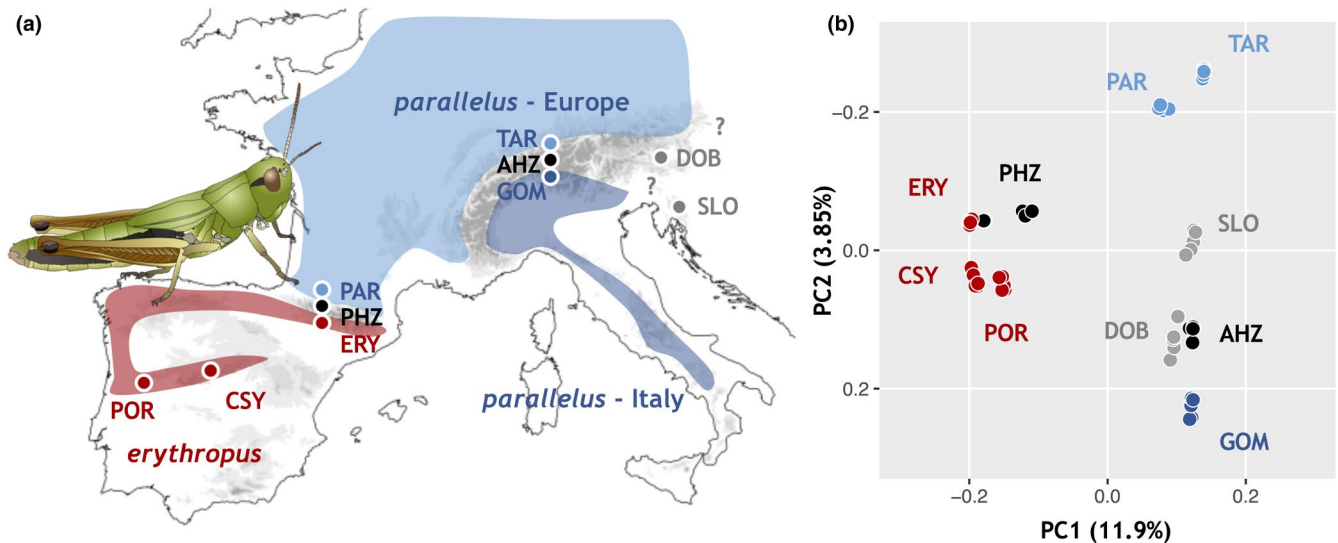 (a)
parallelus - Europe
TAR
AHZ
GOM
?
DOB
?
SLO
PAR
PHZ
ERY
POR
CSY
erythropus
parallelus - Italy
(b)
TAR
PAR
ERY
PHZ
CSY
SLO
POR
DOB
AHZ
GOM
PC2 (3.85%)
−0.2
0.0
0.2
−0.2
0.0
0.2
PC1 (11.9%)